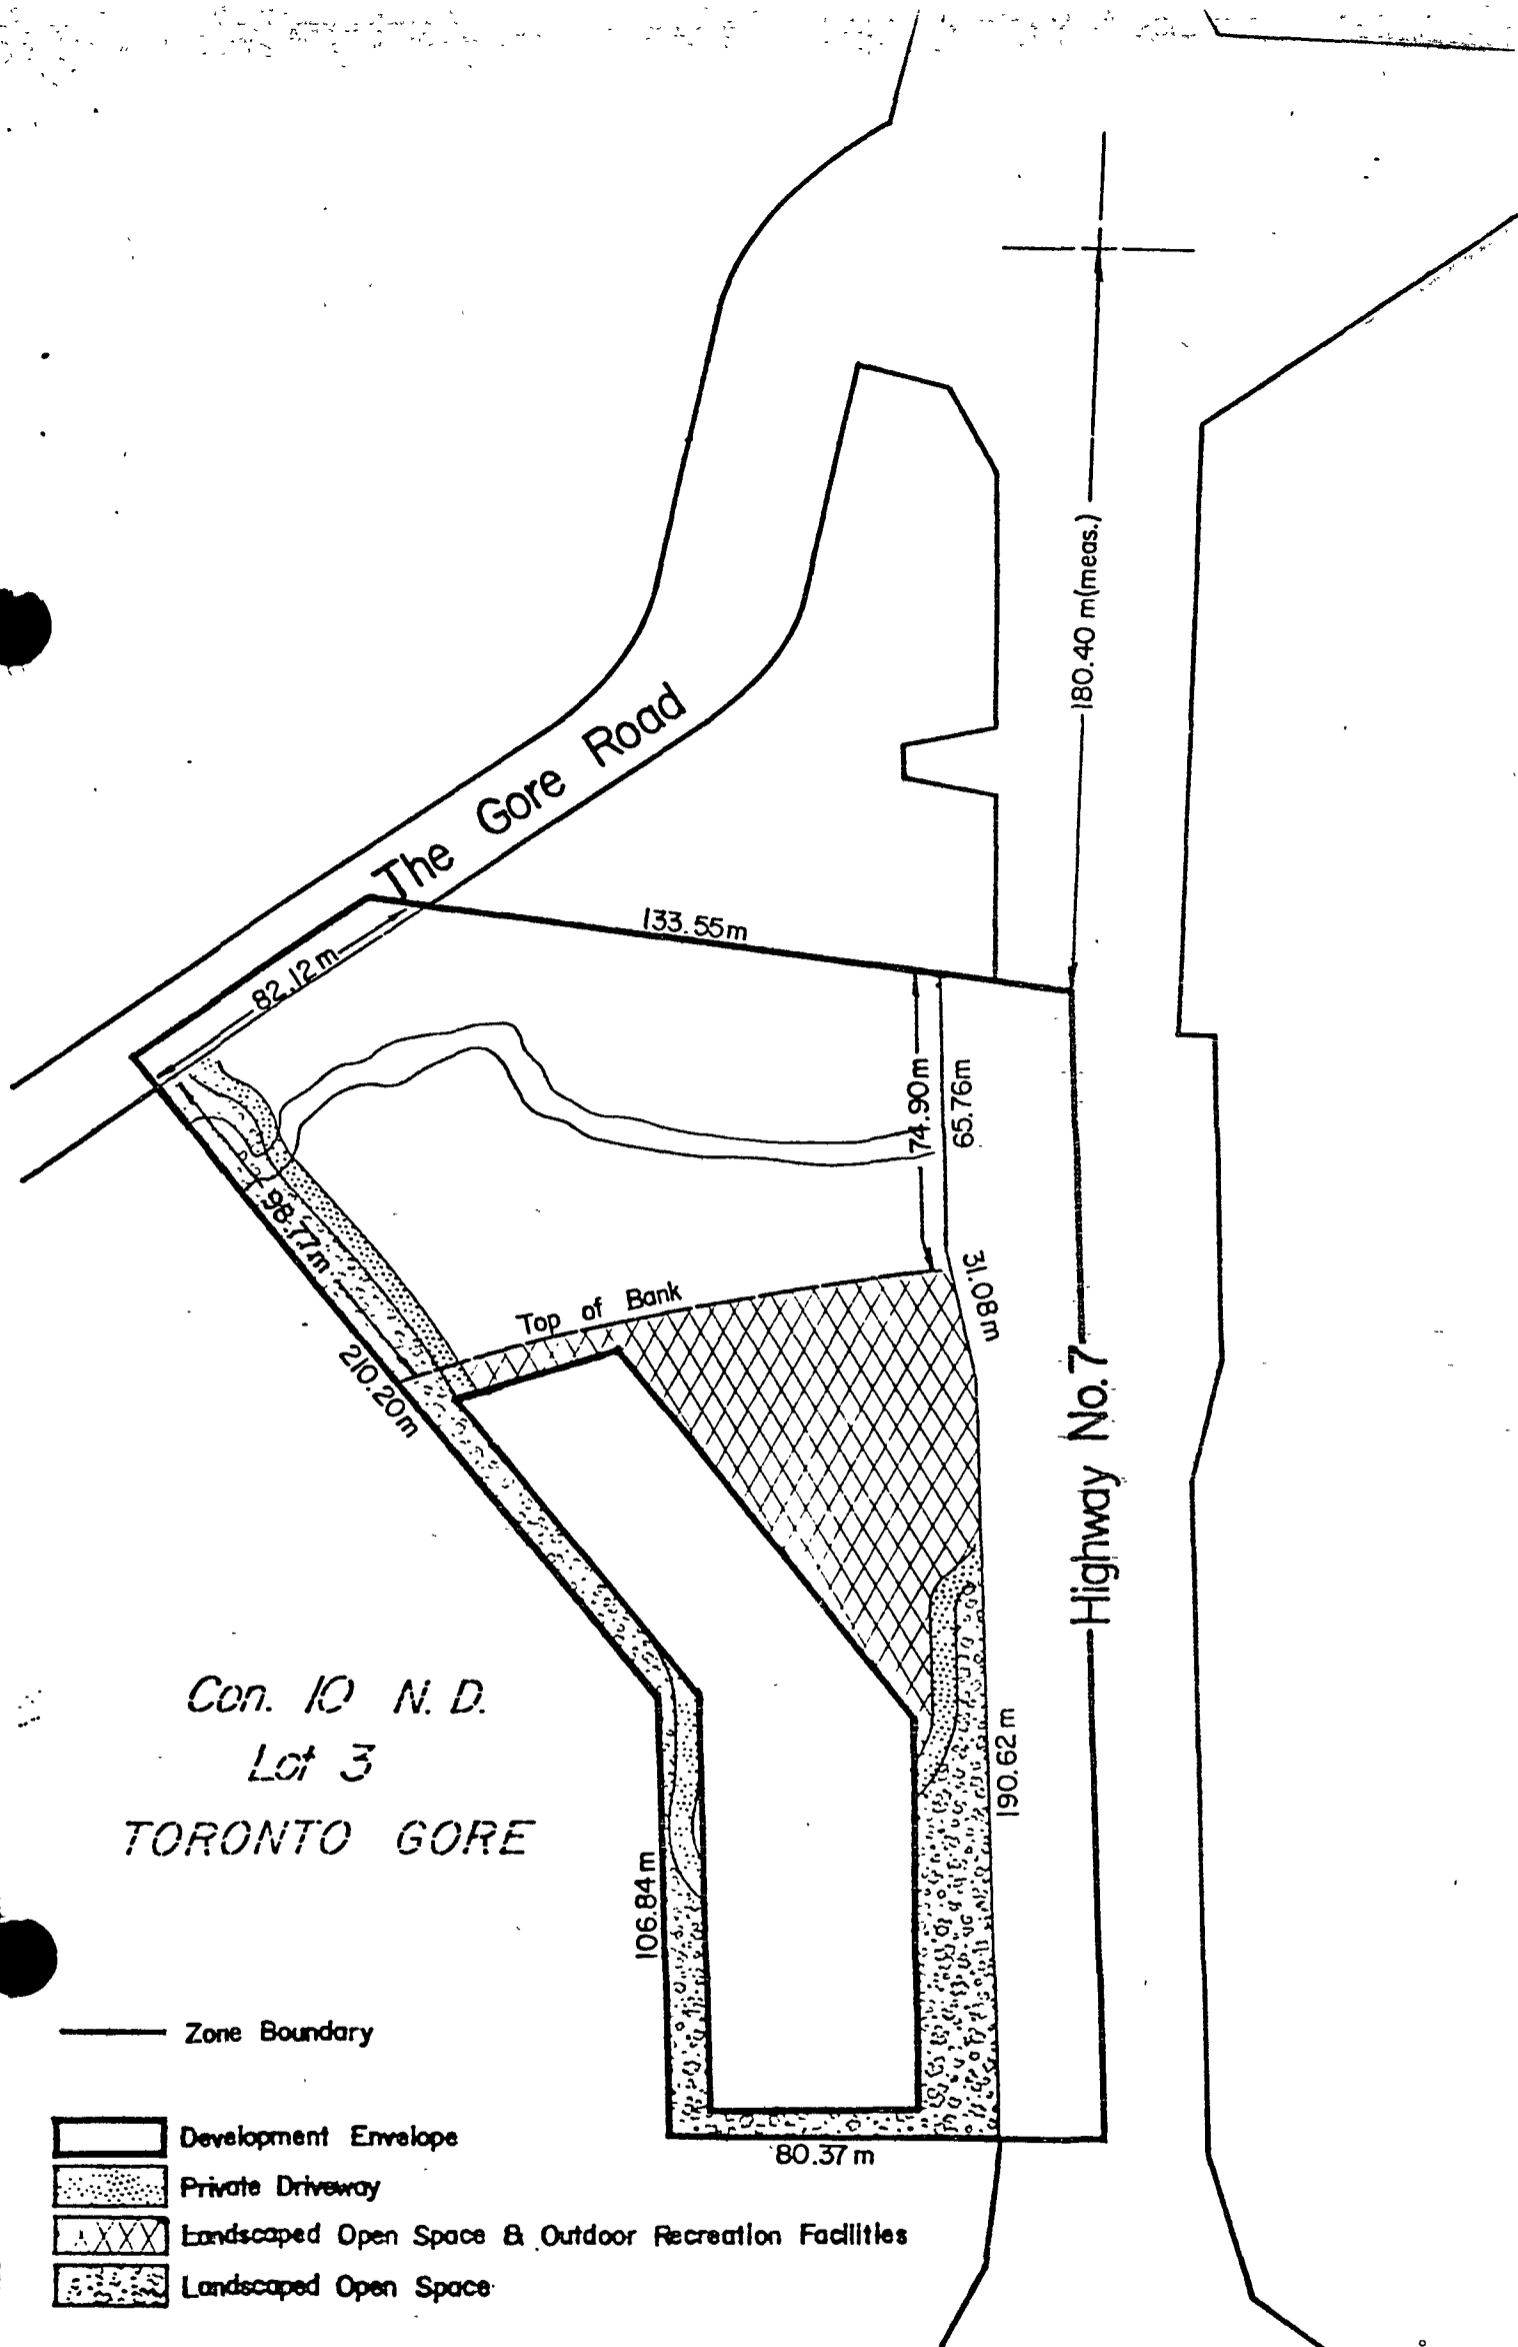 180.40 m(meas.)
The Gore Road
133.55m
82.12m
74.90m
65.76m
98.77m
31.08m
Top of Bank
210.20m
Highway No.7
Con. 10 N.D.
Lot 3
TORONTO GORE
190.62m
106.84m
80.37m
Zone Boundary
Development Envelope
Private Driveway
Landscaped Open Space & Outdoor Recreation Facilities
Landscaped Open Space